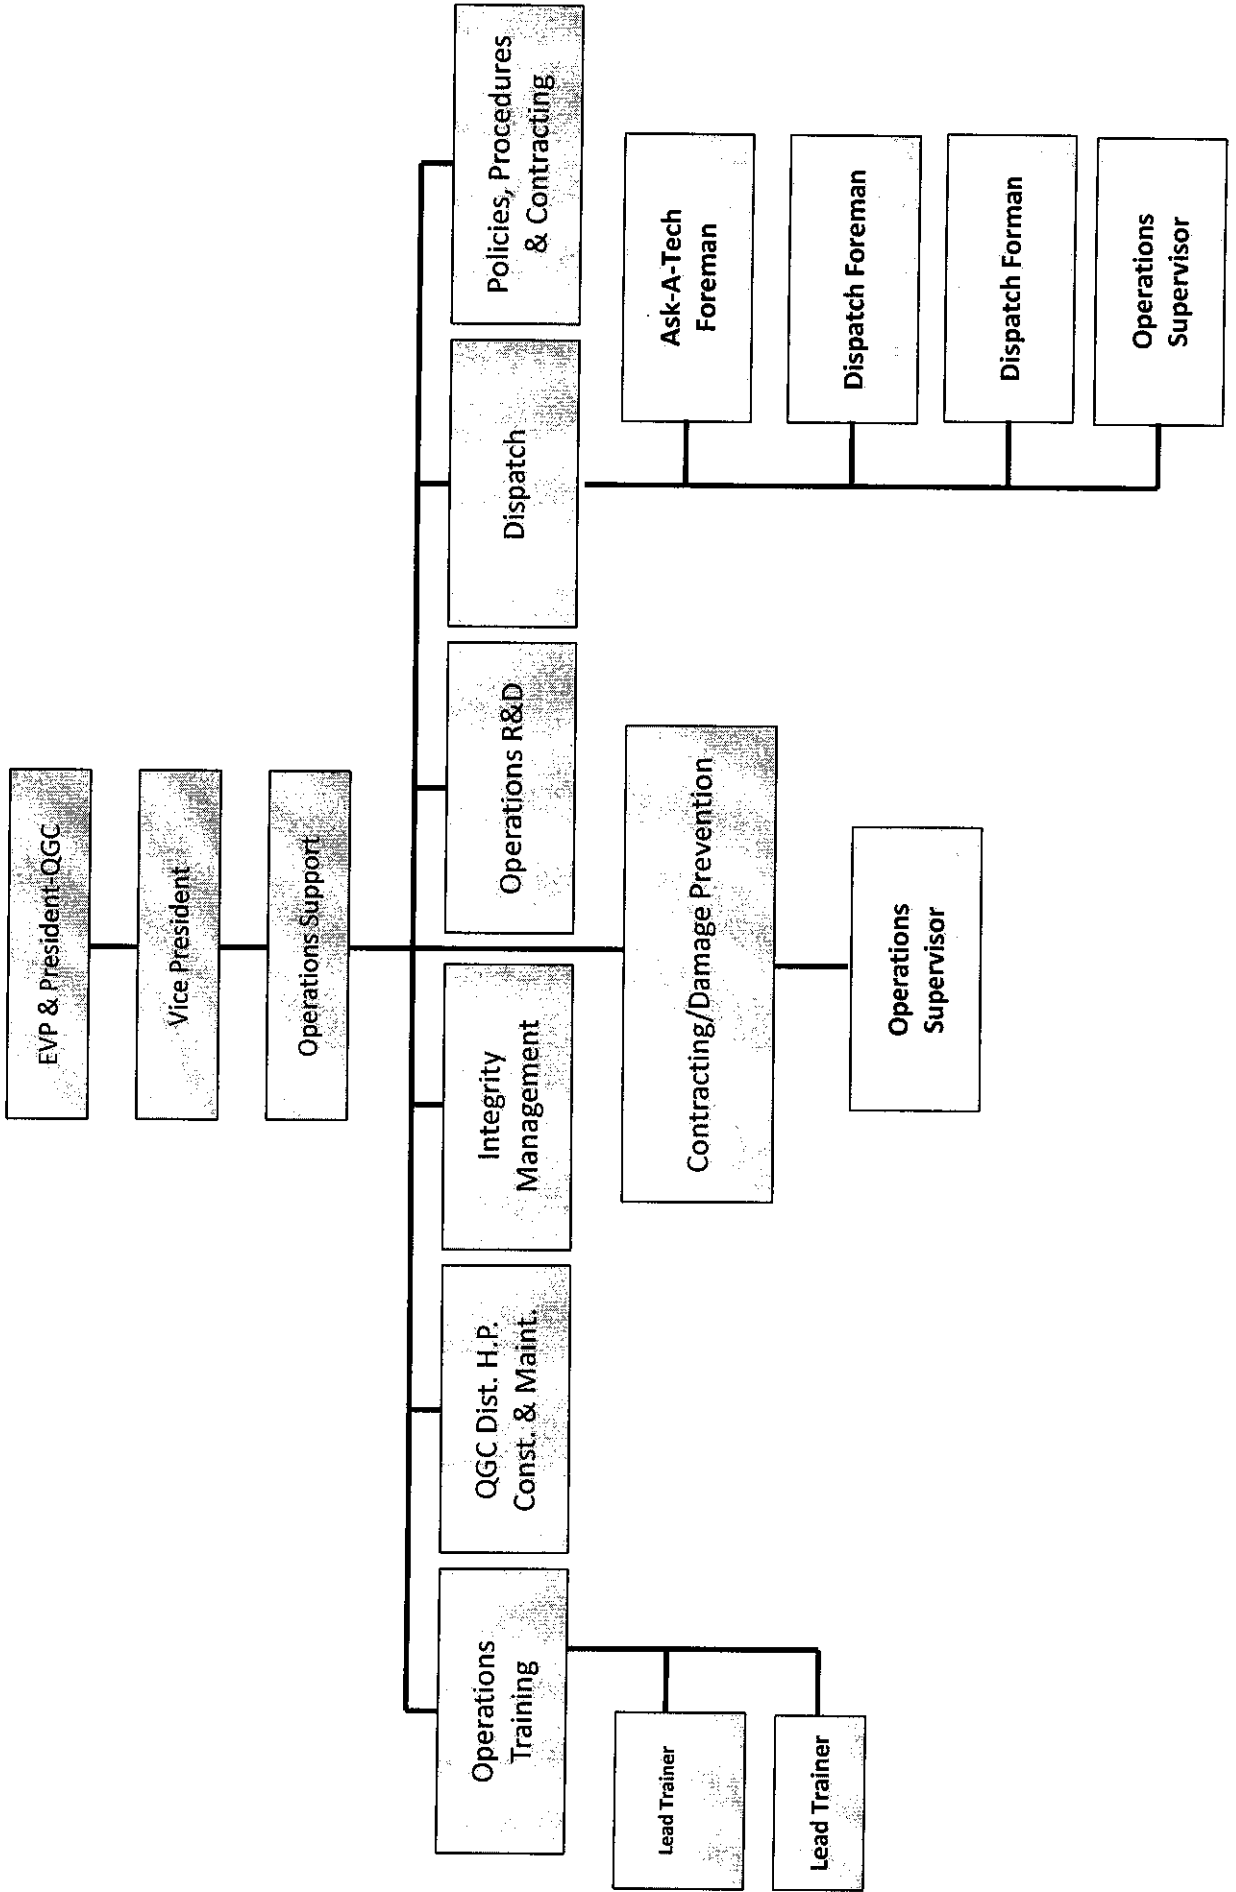 EVP & President-QGC
Vice President
Operations Support
Operations
Training
QGC Dist. H.P.
Const. & Maint.
Integrity
Management
Operations R&D
Dispatch
Policies, Procedures
& Contracting
Lead Trainer
Lead Trainer
Contracting/Damage Prevention
Operations
Supervisor
Ask-A-Tech
Foreman
Dispatch Foreman
Dispatch Forman
Operations
Supervisor